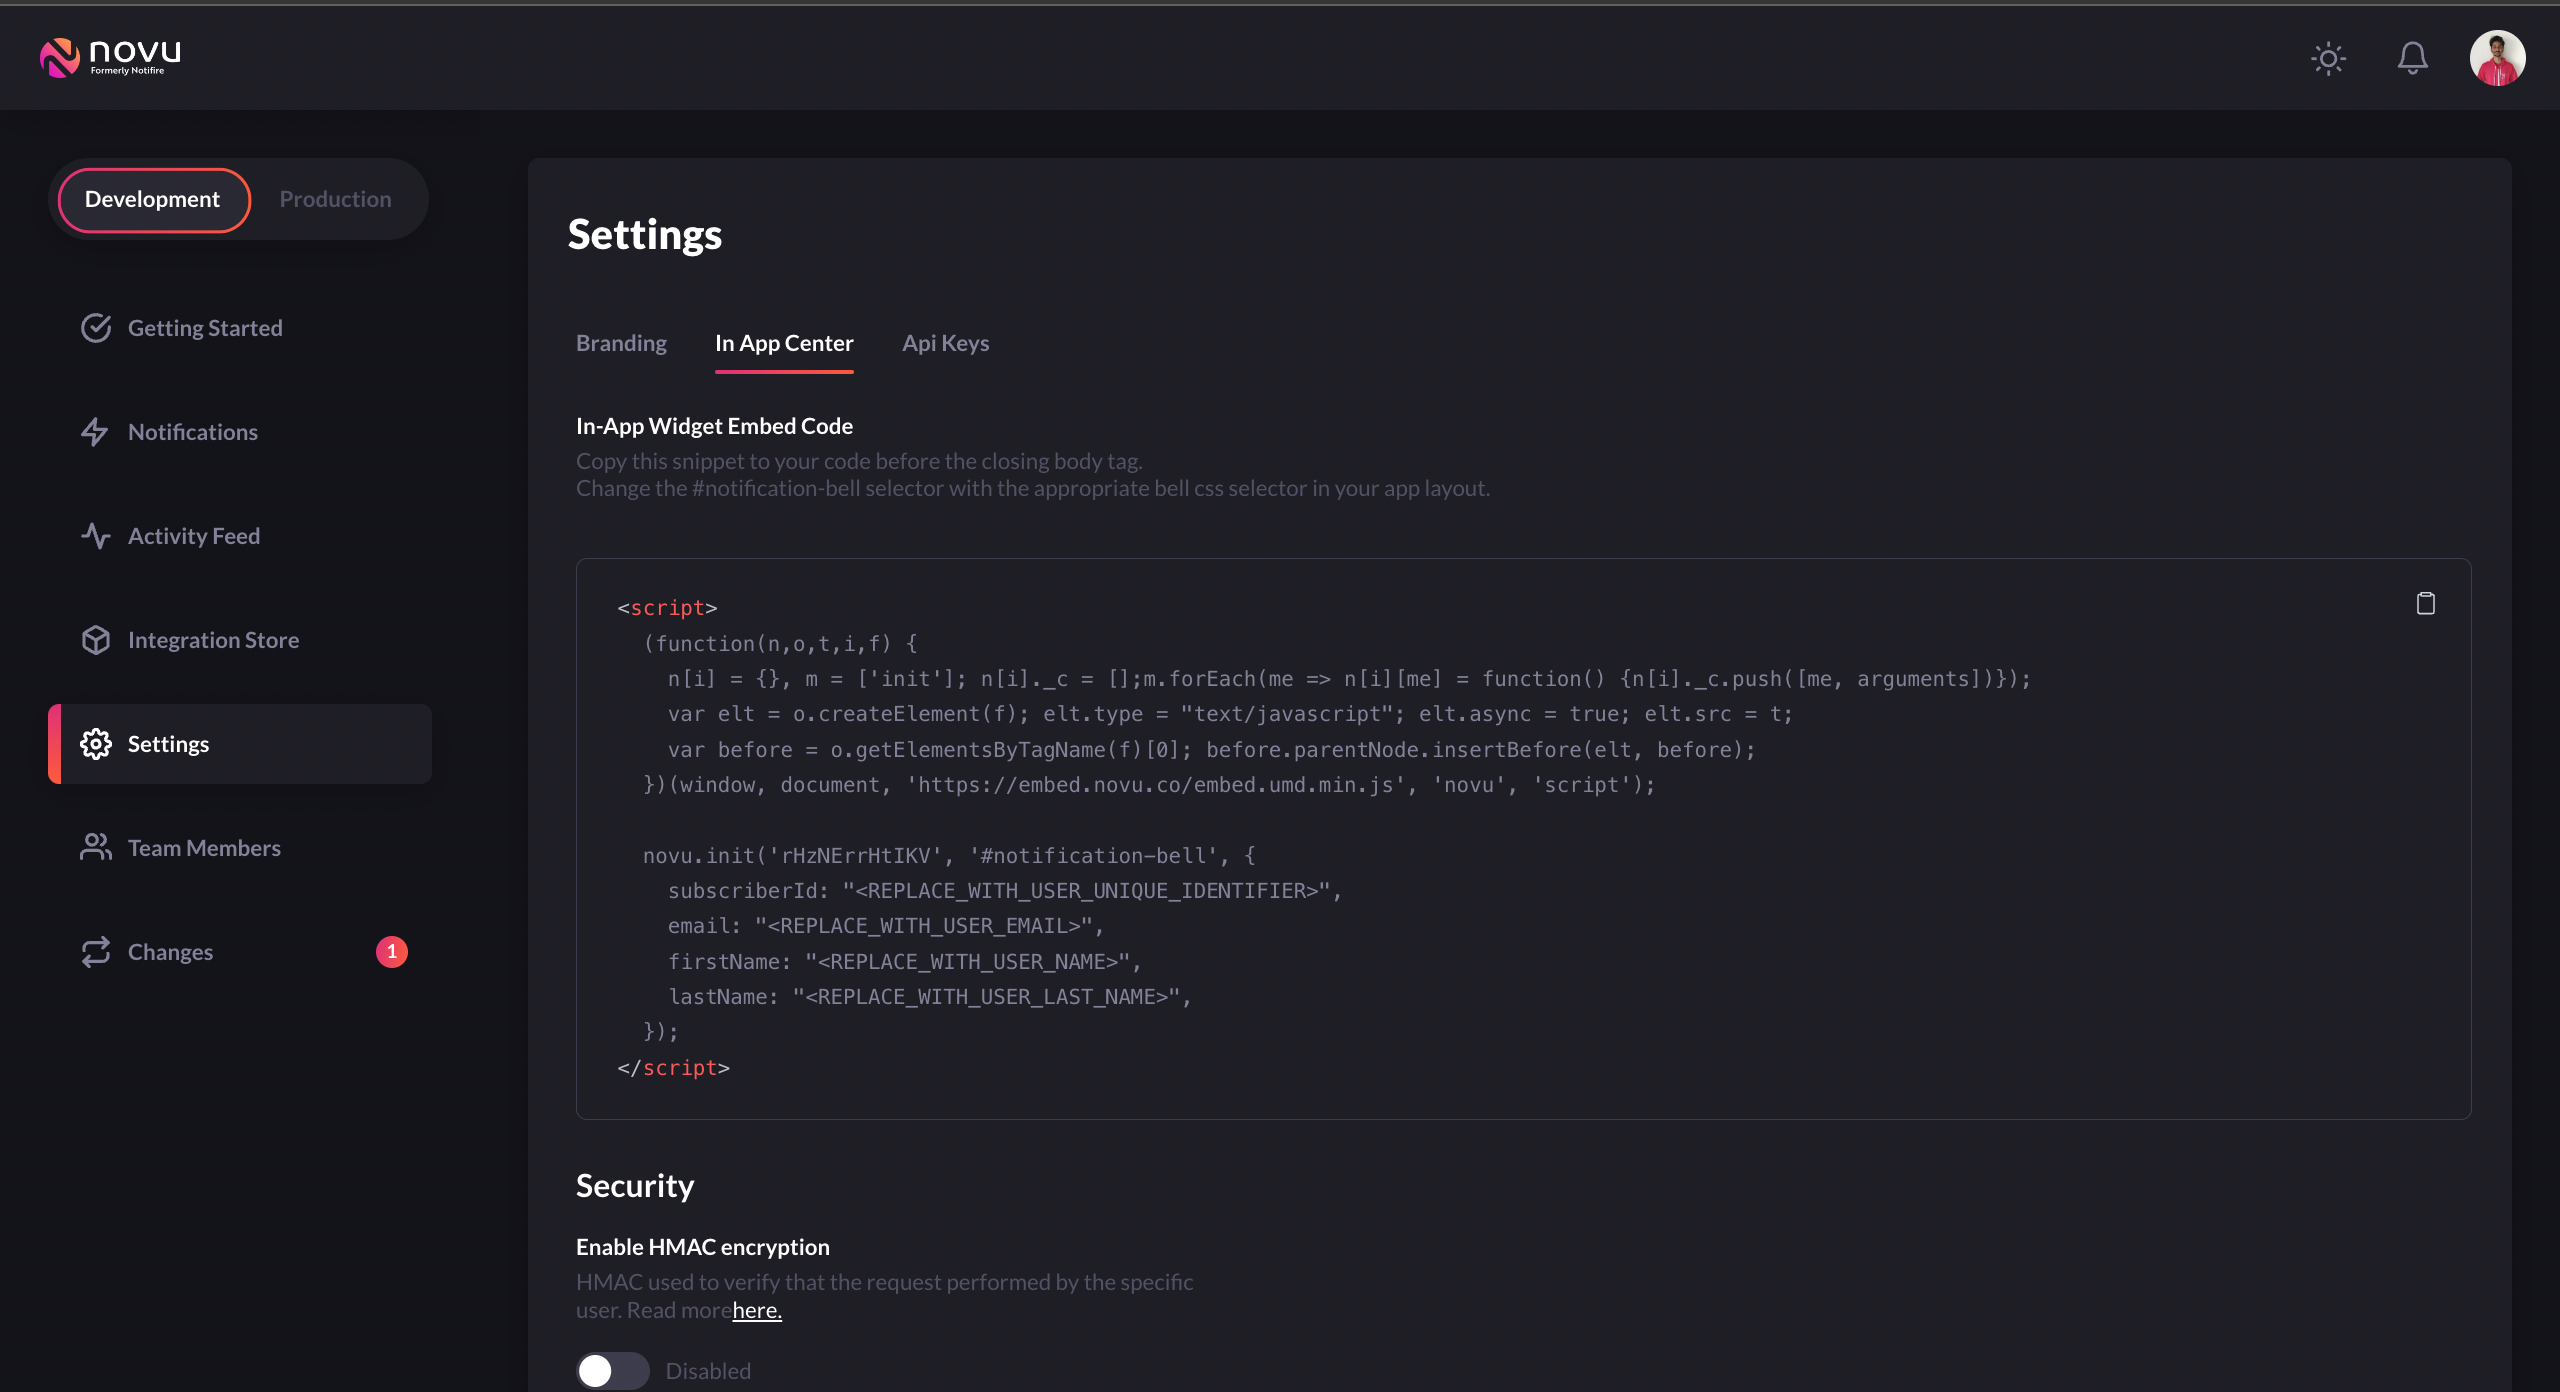 novu
Formerly Notifire
Development
Production
Getting Started
Notifications
Activity Feed
Integration Store
Settings
Team Members
Changes
1
Settings
Branding
In App Center
Api Keys
In-App Widget Embed Code
Copy this snippet to your code before the closing body tag.
Change the #notification-bell selector with the appropriate bell css selector in your app layout.
<script>
  (function(n,o,t,i,f) {
    n[i] = {}, m = ['init']; n[i]._c = [];m.forEach(me => n[i][me] = function() {n[i]._c.push([me, arguments])});
    var elt = o.createElement(f); elt.type = "text/javascript"; elt.async = true; elt.src = t;
    var before = o.getElementsByTagName(f)[0]; before.parentNode.insertBefore(elt, before);
  })(window, document, 'https://embed.novu.co/embed.umd.min.js', 'novu', 'script');
  novu.init('rHzNErrHtIKV', '#notification-bell', {
    subscriberId: "<REPLACE_WITH_USER_UNIQUE_IDENTIFIER>",
    email: "<REPLACE_WITH_USER_EMAIL>",
    firstName: "<REPLACE_WITH_USER_NAME>",
    lastName: "<REPLACE_WITH_USER_LAST_NAME>",
  });
</script>
Security
Enable HMAC encryption
HMAC used to verify that the request performed by the specific
user. Read morehere.
Disabled